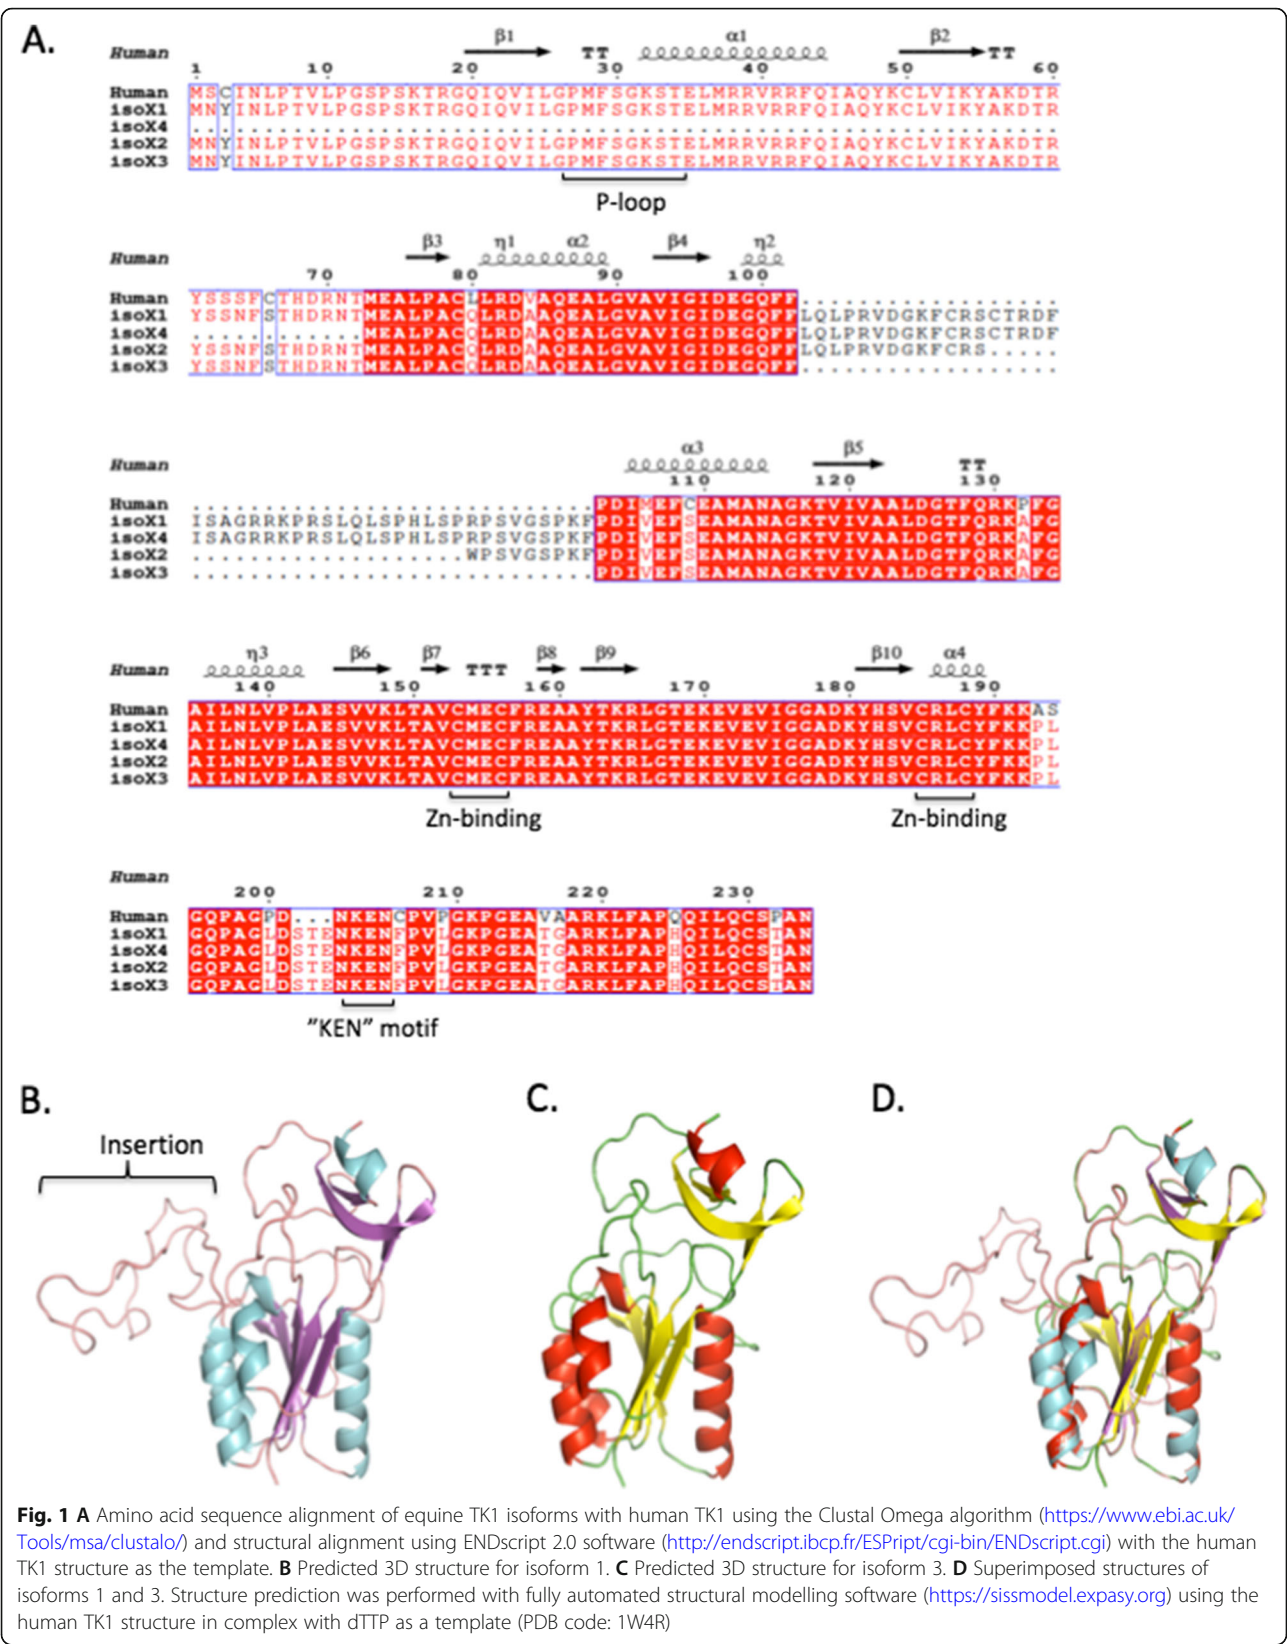 A.
Human β1 TT α1 β2 TT
1 10 20 30 40 50 60
Human MSCINLPTVLPGSPSKTRGQIQVILGPMFSGKSTELMRRVRRFQIAQYKCLVIKYAKDTR
isoX1 MNYINLPTVLPGSPSKTRGQIQVILGPMFSGKSTELMRRVRRFQIAQYKCLVIKYAKDTR
isoX4 ............................................................
isoX2 MNYINLPTVLPGSPSKTRGQIQVILGPMFSGKSTELMRRVRRFQIAQYKCLVIKYAKDTR
isoX3 MNYINLPTVLPGSPSKTRGQIQVILGPMFSGKSTELMRRVRRFQIAQYKCLVIKYAKDTR
P-loop
Human β3 η1 α2 β4 η2
70 80 90 100
Human YSSSFCTHDRNTMEALPACLLRDVAQEALGVAVIGIDEGQFF..................
isoX1 YSSNFSTHDRNTMEALPACQLRDAAQEALGVAVIGIDEGQFFLQLPRVDGKFCRSCTRDF
isoX4 ............MEALPACQLRDAAQEALGVAVIGIDEGQFFLQLPRVDGKFCRSCTRDF
isoX2 YSSNFSTHDRNTMEALPACQLRDAAQEALGVAVIGIDEGQFFLQLPRVDGKFCRS.....
isoX3 YSSNFSTHDRNTMEALPACQLRDAAQEALGVAVIGIDEGQFF..................
Human α3 β5 TT
110 120 130
Human ............................PDIMEFCEAMANAGKTVIVAALDGTFQRKPFG
isoX1 ISAGRRKPRSLQLSPHLSPRPSVGSPKFPDIVEFSEAMANAGKTVIVAALDGTFQRKAFG
isoX4 ISAGRRKPRSLQLSPHLSPRPSVGSPKFPDIVEFSEAMANAGKTVIVAALDGTFQRKAFG
isoX2 ...................WPSVGSPKFPDIVEFSEAMANAGKTVIVAALDGTFQRKAFG
isoX3 ............................PDIVEFSEAMANAGKTVIVAALDGTFQRKAFG
Human η3 β6 β7 TTT β8 β9 β10 α4
140 150 160 170 180 190
Human AILNLVPLAESVVKLTAVCMECFREAAYTKRLGTEKEVEVIGGADKYHSVCRLCYFKKAS
isoX1 AILNLVPLAESVVKLTAVCMECFREAAYTKRLGTEKEVEVIGGADKYHSVCRLCYFKKPL
isoX4 AILNLVPLAESVVKLTAVCMECFREAAYTKRLGTEKEVEVIGGADKYHSVCRLCYFKKPL
isoX2 AILNLVPLAESVVKLTAVCMECFREAAYTKRLGTEKEVEVIGGADKYHSVCRLCYFKKPL
isoX3 AILNLVPLAESVVKLTAVCMECFREAAYTKRLGTEKEVEVIGGADKYHSVCRLCYFKKPL
Zn-binding Zn-binding
Human
200 210 220 230
Human GQPAGPD...NKENCPVPGKPGEAVAARKLFAPQQILQCSPAN
isoX1 GQPAGLDSTENKENFPVLGKPGEATGARKLFAPHQILQCSTAN
isoX4 GQPAGLDSTENKENFPVLGKPGEATGARKLFAPHQILQCSTAN
isoX2 GQPAGLDSTENKENFPVLGKPGEATGARKLFAPHQILQCSTAN
isoX3 GQPAGLDSTENKENFPVLGKPGEATGARKLFAPHQILQCSTAN
"KEN" motif
B. C. D.
Insertion
Fig. 1 A Amino acid sequence alignment of equine TK1 isoforms with human TK1 using the Clustal Omega algorithm (https://www.ebi.ac.uk/
Tools/msa/clustalo/) and structural alignment using ENDscript 2.0 software (http://endscript.ibcp.fr/ESPript/cgi-bin/ENDscript.cgi) with the human
TK1 structure as the template. B Predicted 3D structure for isoform 1. C Predicted 3D structure for isoform 3. D Superimposed structures of
isoforms 1 and 3. Structure prediction was performed with fully automated structural modelling software (https://sissmodel.expasy.org) using the
human TK1 structure in complex with dTTP as a template (PDB code: 1W4R)